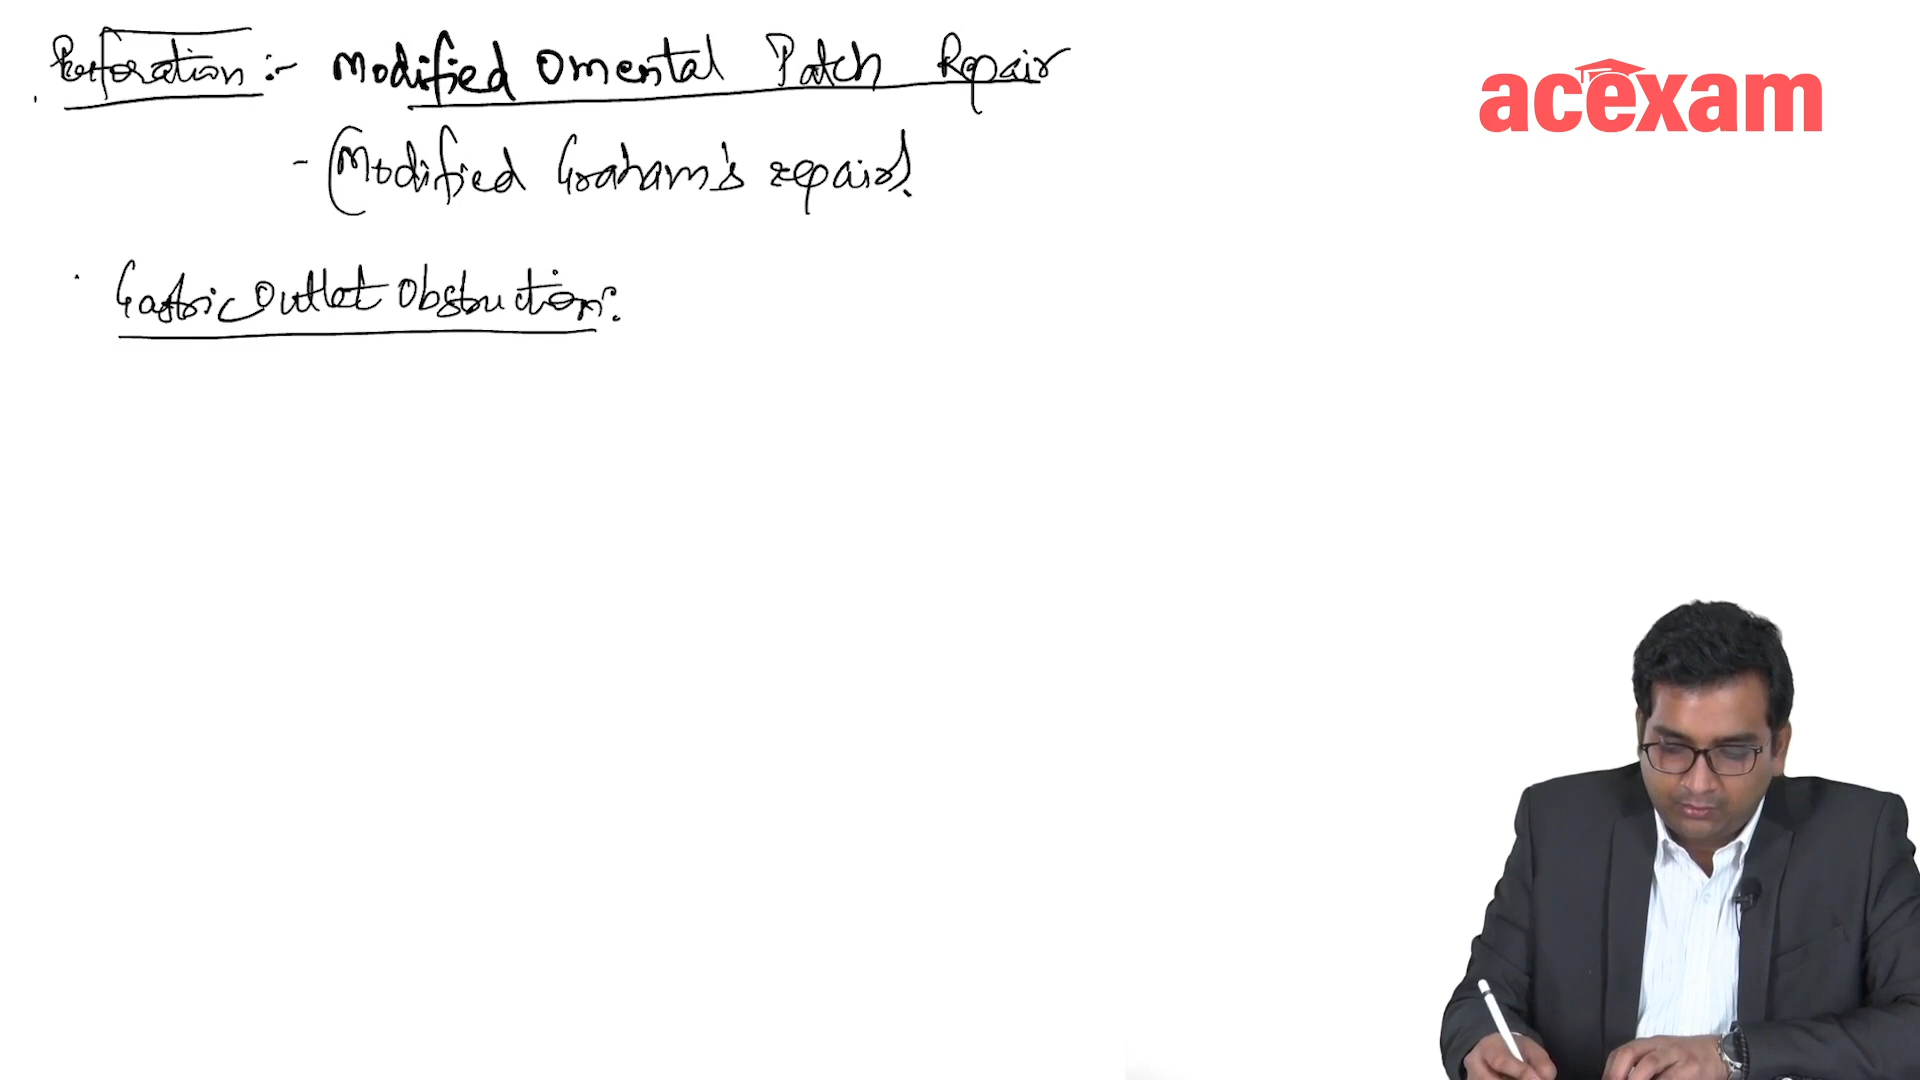 Perforation :- Modified Omental Patch Repair
acexam
- (Modified Graham's repair).
Gastric Outlet Obstruction: